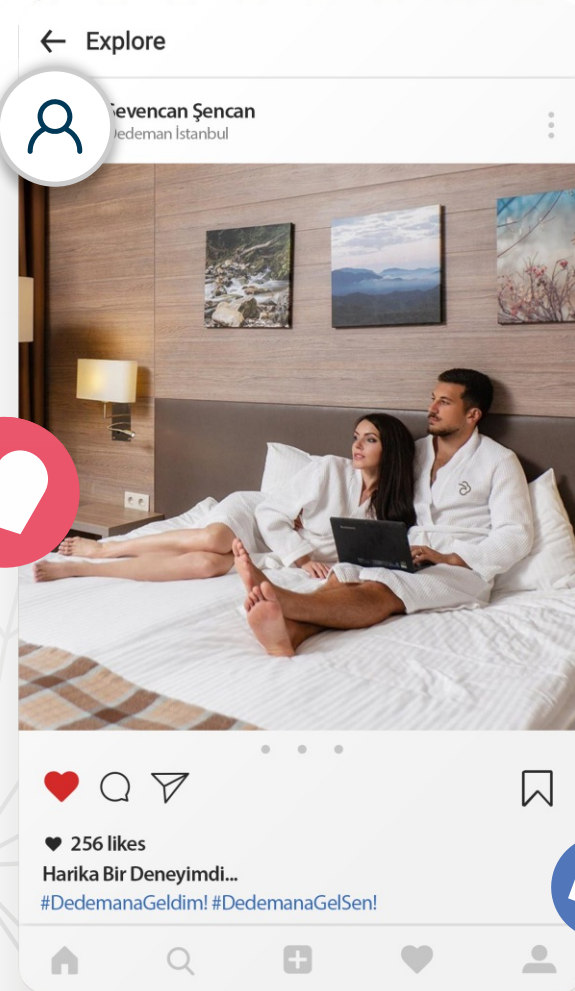 Explore
Sevencan Şencan
Dedeman İstanbul
256 likes
Harika Bir Deneyimdi...
#DedemanaGeldim! #DedemanaGelSen!